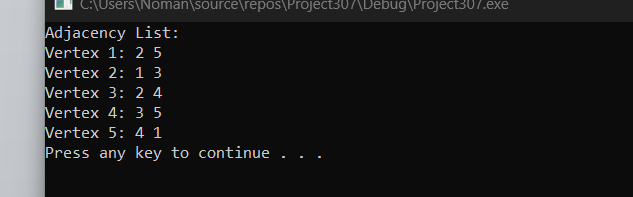 C:\Users\Noman\source\repos\Project307\Debug\Project307.exe
Adjacency List:
Vertex 1: 2 5
Vertex 2: 1 3
Vertex 3: 2 4
Vertex 4: 3 5
Vertex 5: 4 1
Press any key to continue . . .